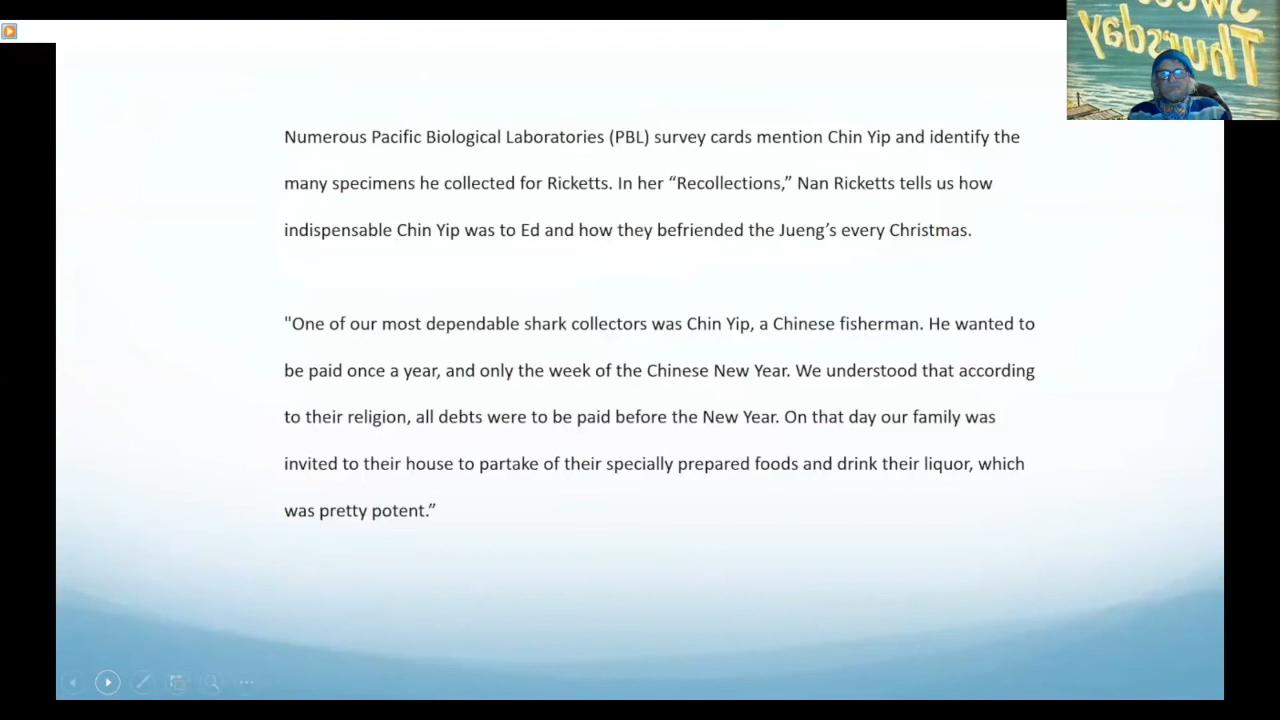 Sweet
Thursday
Numerous Pacific Biological Laboratories (PBL) survey cards mention Chin Yip and identify the
many specimens he collected for Ricketts. In her “Recollections,” Nan Ricketts tells us how
indispensable Chin Yip was to Ed and how they befriended the Jueng’s every Christmas.
"One of our most dependable shark collectors was Chin Yip, a Chinese fisherman. He wanted to
be paid once a year, and only the week of the Chinese New Year. We understood that according
to their religion, all debts were to be paid before the New Year. On that day our family was
invited to their house to partake of their specially prepared foods and drink their liquor, which
was pretty potent.”